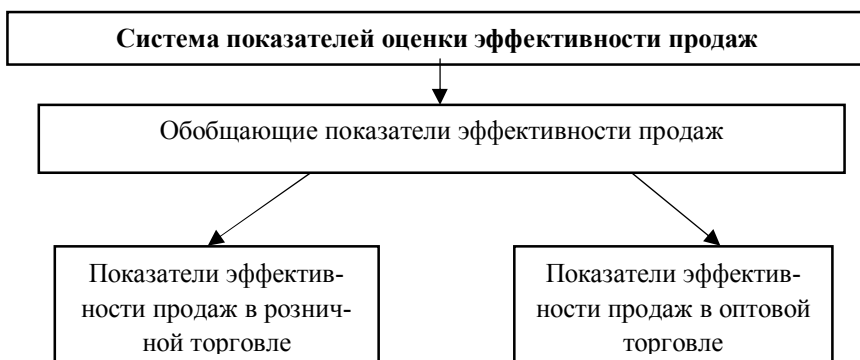 Система показателей оценки эффективности продаж
Обобщающие показатели эффективности продаж
Показатели эффектив-
ности продаж в рознич-
ной торговле
Показатели эффектив-
ности продаж в оптовой
торговле